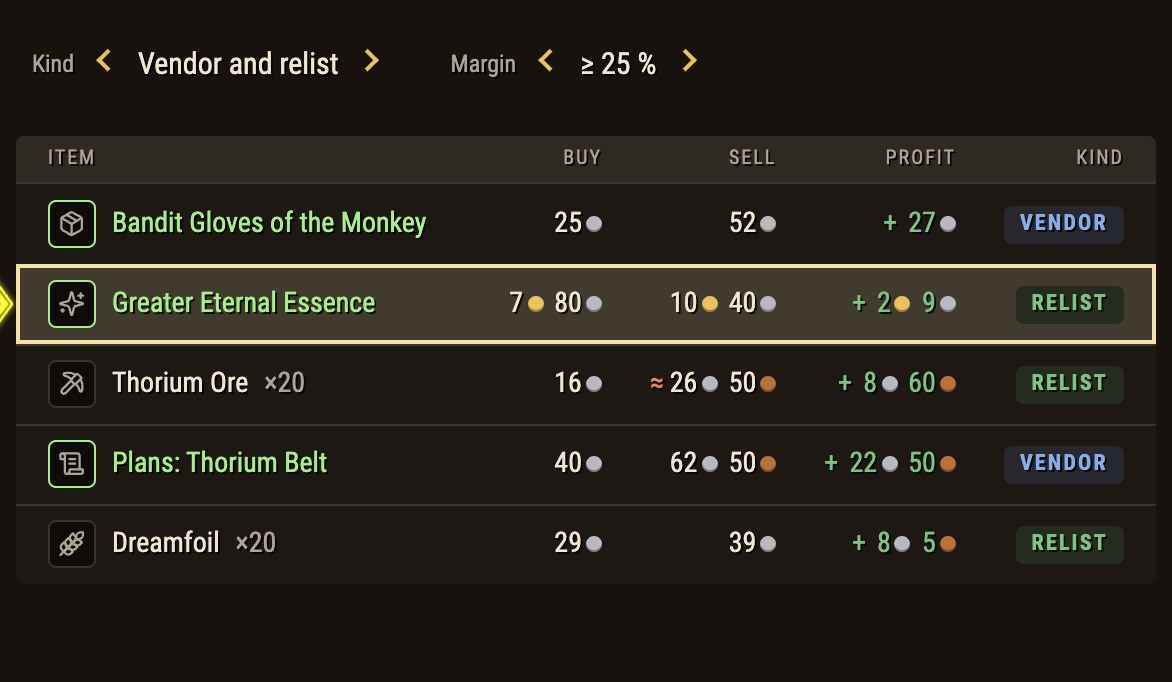 Kind Vendor and relist Margin ≥ 25 %
ITEM BUY SELL PROFIT KIND
Bandit Gloves of the Monkey 25 52 + 27 VENDOR
Greater Eternal Essence 7 80 10 40 + 2 9 RELIST
Thorium Ore ×20 16 ≈ 26 50 + 8 60 RELIST
Plans: Thorium Belt 40 62 50 + 22 50 VENDOR
Dreamfoil ×20 29 39 + 8 5 RELIST